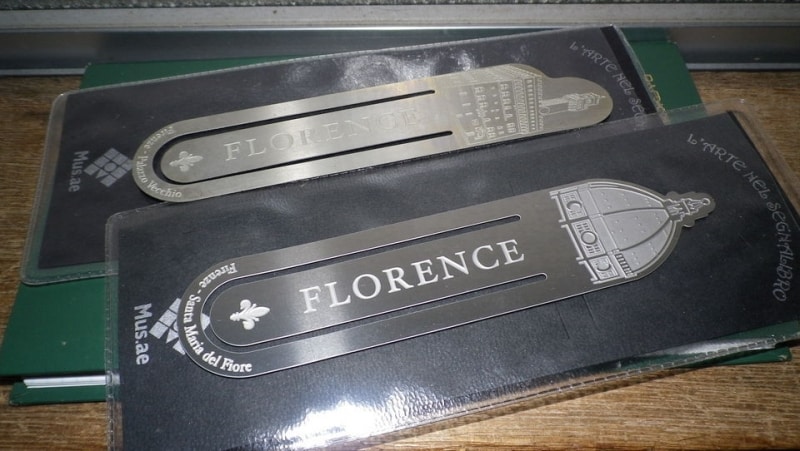 L'ARTE NEL SEGNALIBRO
FLORENCE
Firenze - Palazzo Vecchio
Mus.ae
L'ARTE NEL SEGNALIBRO
FLORENCE
Firenze - Santa Maria del Fiore
Mus.ae